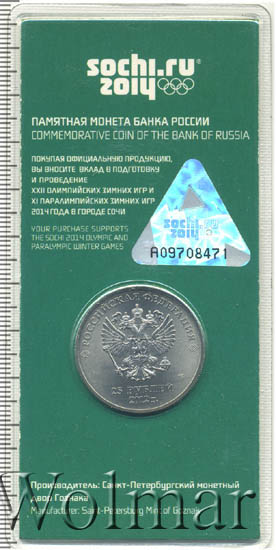 sochi.ru
2014
ПАМЯТНАЯ МОНЕТА БАНКА РОССИИ
COMMEMORATIVE COIN OF THE BANK OF RUSSIA
ПОКУПАЯ ОФИЦИАЛЬНУЮ ПРОДУКЦИЮ,
ВЫ ВНОСИТЕ ВКЛАД В ПОДГОТОВКУ
И ПРОВЕДЕНИЕ
XXII ОЛИМПИЙСКИХ ЗИМНИХ ИГР И
XI ПАРАЛИМПИЙСКИХ ЗИМНИХ ИГР
2014 ГОДА В ГОРОДЕ СОЧИ
YOUR PURCHASE SUPPORTS
THE SOCHI 2014 OLYMPIC AND
PARALYMPIC WINTER GAMES
sochi.ru
2014
A09708471
РОССИЙСКАЯ ФЕДЕРАЦИЯ
25 РУБЛЕЙ
2012 г.
Производитель: Санкт-Петербургский монетный
двор Гознака
Manufacturer: Saint-Petersburg Mint of Goznak
Wolmar